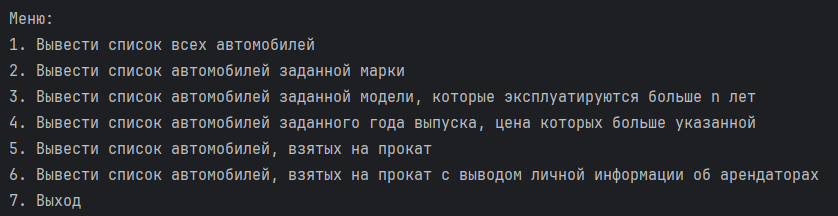 Меню:
1. Вывести список всех автомобилей
2. Вывести список автомобилей заданной марки
3. Вывести список автомобилей заданной модели, которые эксплуатируются больше n лет
4. Вывести список автомобилей заданного года выпуска, цена которых больше указанной
5. Вывести список автомобилей, взятых на прокат
6. Вывести список автомобилей, взятых на прокат с выводом личной информации об арендаторах
7. Выход